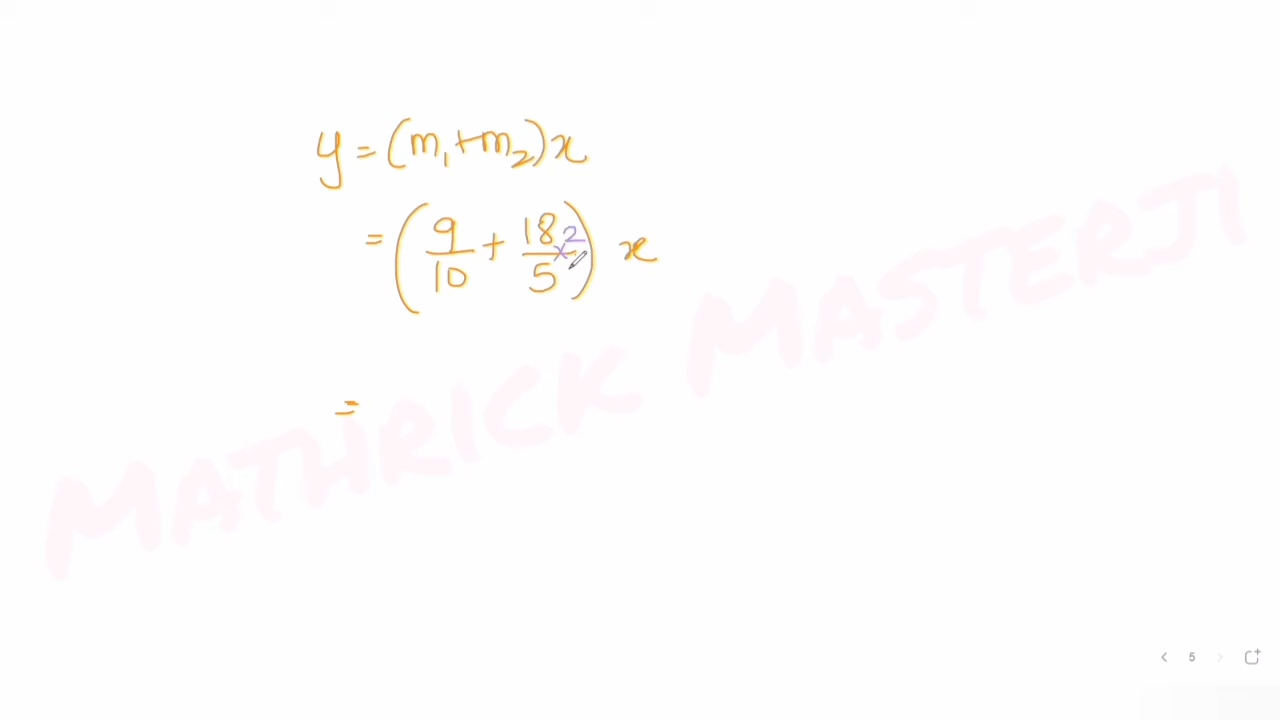 y = (m₁+m₂)x
= (9/10 + 18×2/5) x
=
MATHRICK MASTERJI
5